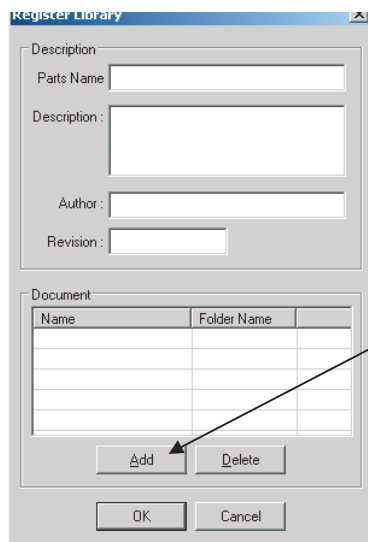 Register Library
Description
Parts Name
Description :
Author :
Revision :
Document
Name Folder Name
Add Delete
OK Cancel